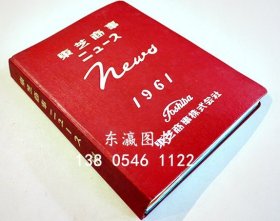 東芝商事
ニュース
News
1961
Toshiba
東芝商事株式会社
東芝商事ニュース
东瀛图
138 0546 1122